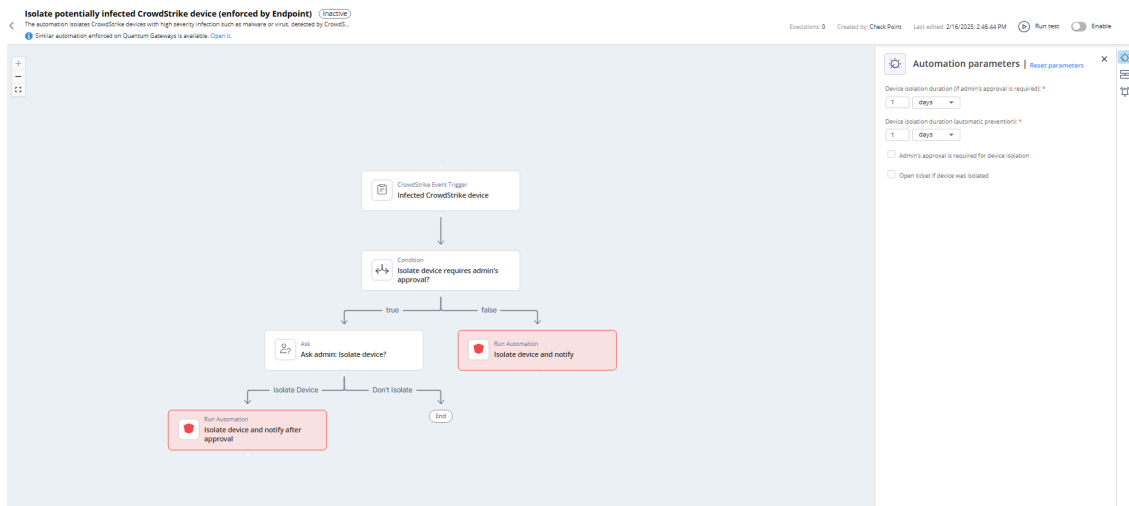 Isolate potentially infected CrowdStrike device (enforced by Endpoint) Inactive
The automation isolates CrowdStrike devices with high severity infection such as malware or virus, detected by CrowdS...
Similar automation enforced on Quantum Gateways is available. Open it.
Executions: 0 Created by: Check Point Last edited: 2/16/2025, 2:46:44 PM Run test Enable
Automation parameters | Reset parameters
Device isolation duration (if admin's approval is required): *
1 days
Device isolation duration (automatic prevention): *
1 days
Admin's approval is required for device isolation
Open ticket if device was isolated
CrowdStrike Event Trigger
Infected CrowdStrike device
Condition
Isolate device requires admin's
approval?
true false
Ask
Ask admin: Isolate device?
Run Automation
Isolate device and notify
Isolate Device Don't Isolate
End
Run Automation
Isolate device and notify after
approval